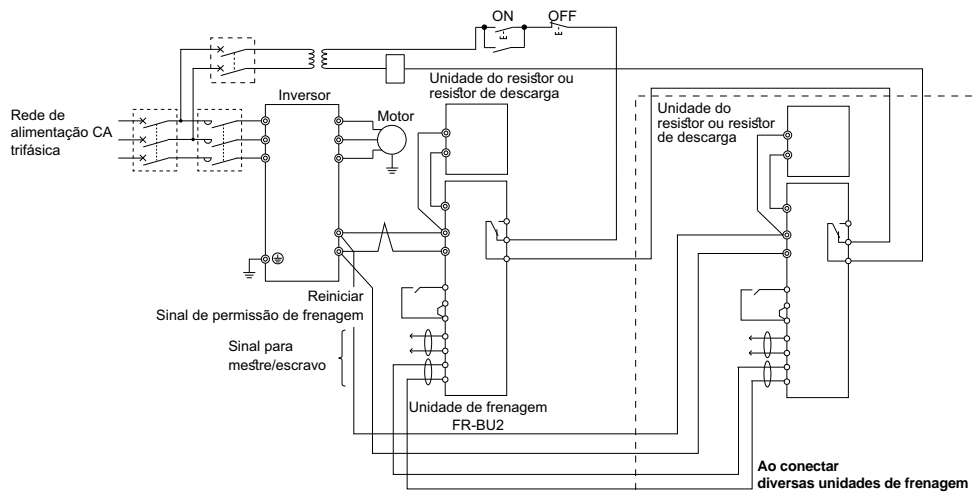 ON
OFF
Unidade do resistor ou
resistor de descarga
Inversor
Motor
Rede de
alimentação CA
trifásica
Unidade do
resistor ou resistor
de descarga
Reiniciar
Sinal de permissão de frenagem
Sinal para
mestre/escravo
Unidade de frenagem
FR-BU2
Ao conectar
diversas unidades de frenagem